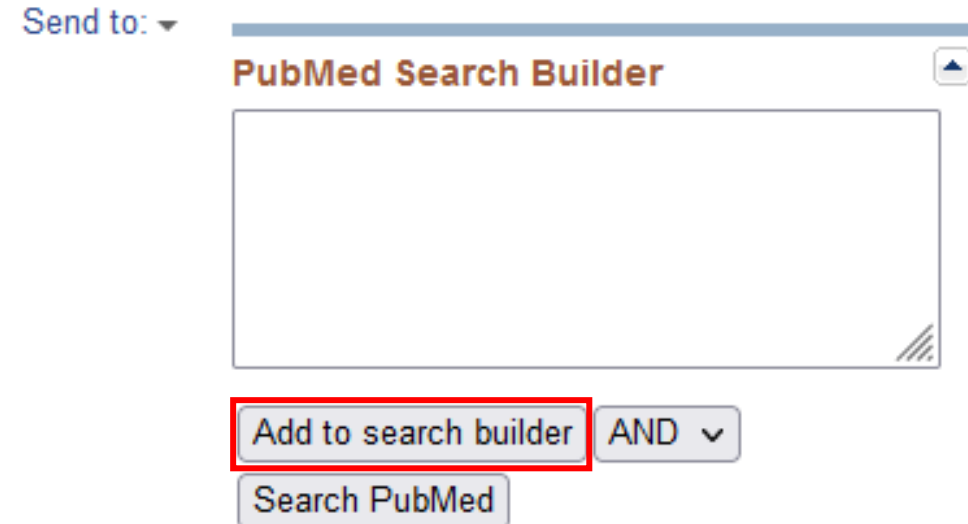 Send to:
PubMed Search Builder
Add to search builder AND
Search PubMed